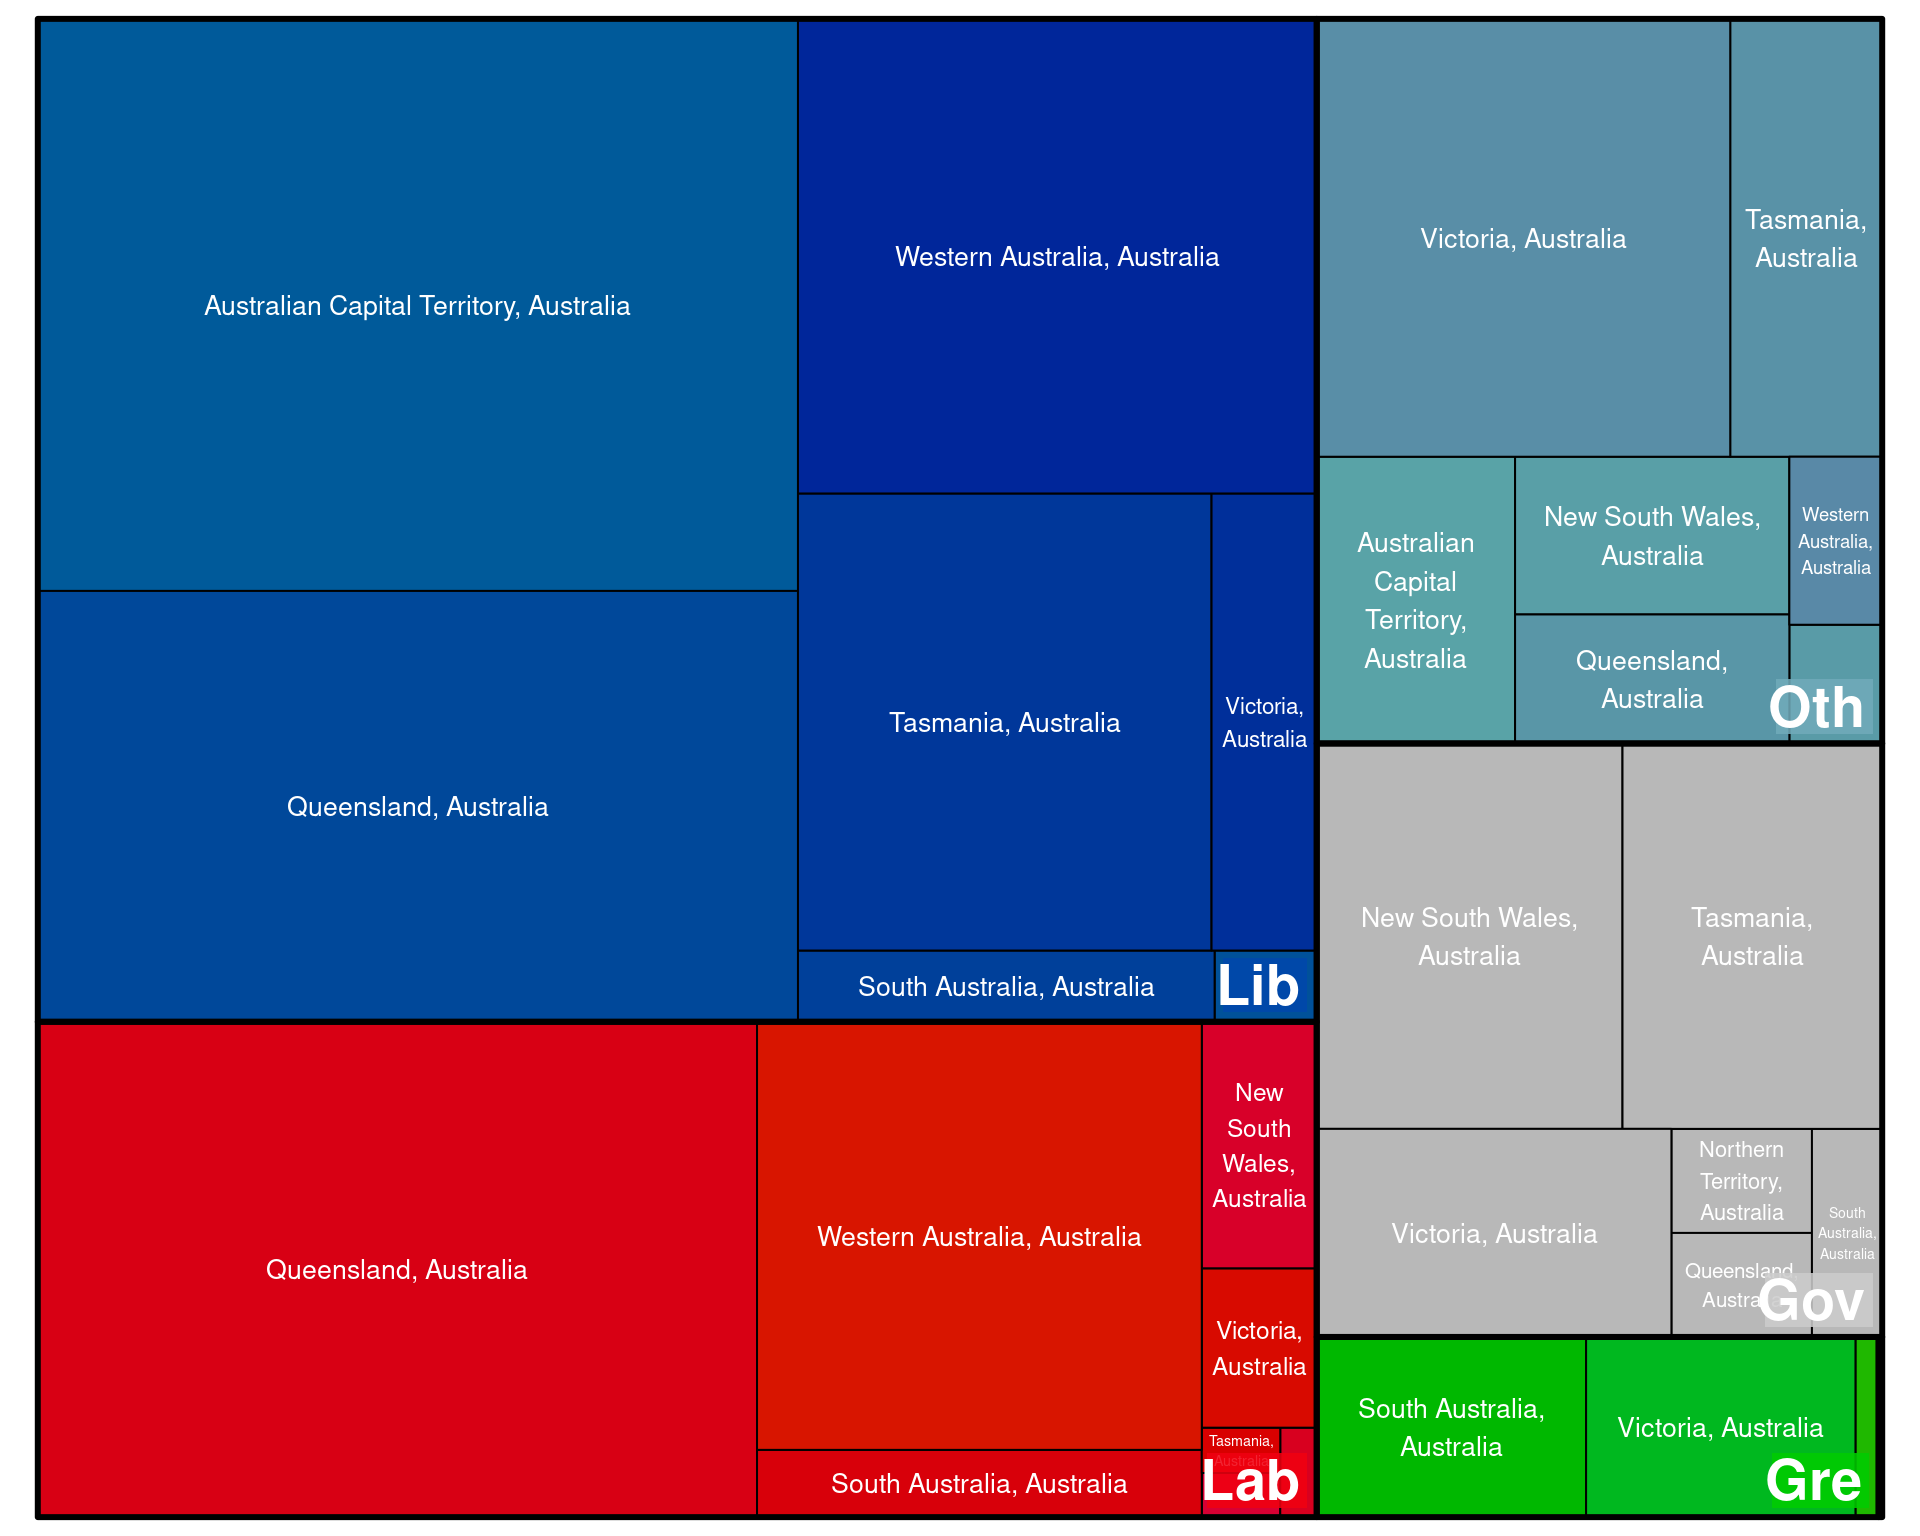 Australian Capital Territory, Australia
Queensland, Australia
Western Australia, Australia
Tasmania, Australia
Victoria,
Australia
South Australia, Australia
Lib
Queensland, Australia
Western Australia, Australia
South Australia, Australia
New
South
Wales,
Australia
Victoria,
Australia
Tasmania,
Australia
Lab
Victoria, Australia
Tasmania,
Australia
Australian
Capital
Territory,
Australia
New South Wales,
Australia
Queensland,
Australia
Western
Australia,
Australia
Oth
New South Wales,
Australia
Tasmania,
Australia
Victoria, Australia
Northern
Territory,
Australia
Queensland,
Australia
South
Australia,
Australia
Gov
South Australia,
Australia
Victoria, Australia
Gre